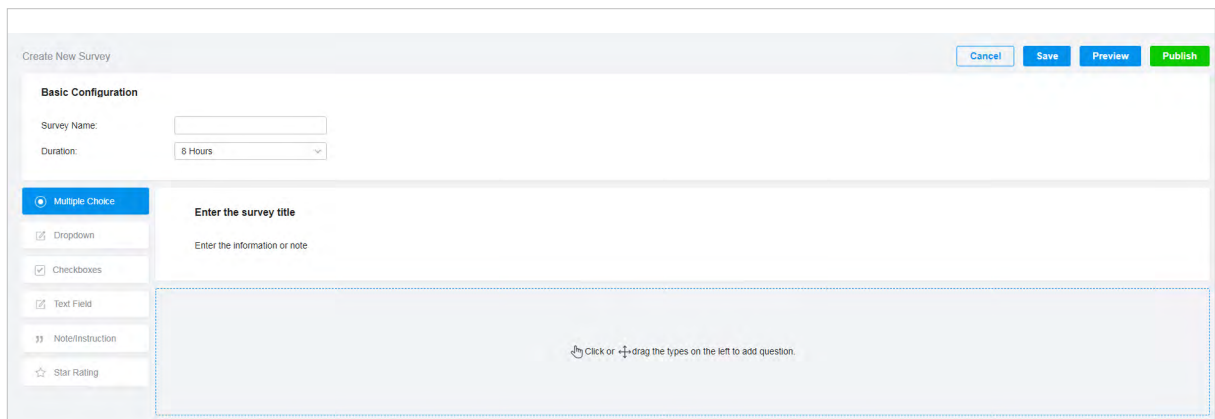 Create New Survey
Cancel
Save
Preview
Publish
Basic Configuration
Survey Name:
Duration:
8 Hours
Multiple Choice
Enter the survey title
Dropdown
Enter the information or note
Checkboxes
Text Field
Note/Instruction
Click or drag the types on the left to add question.
Star Rating